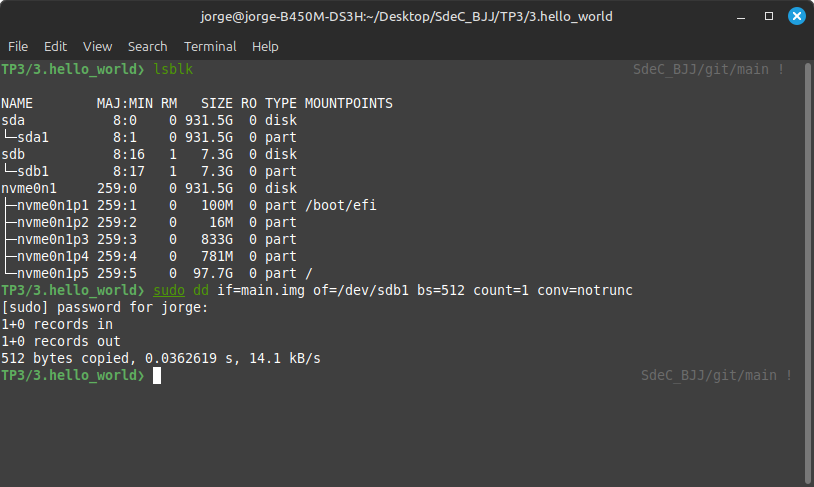 jorge@jorge-B450M-DS3H:~/Desktop/SdeC_BJJ/TP3/3.hello_world
File Edit View Search Terminal Help
TP3/3.hello_world❯ lsblk SdeC_BJJ/git/main !
NAME        MAJ:MIN RM   SIZE RO TYPE MOUNTPOINTS
sda           8:0    0 931.5G  0 disk
└─sda1        8:1    0 931.5G  0 part
sdb           8:16   1   7.3G  0 disk
└─sdb1        8:17   1   7.3G  0 part
nvme0n1     259:0    0 931.5G  0 disk
├─nvme0n1p1 259:1    0   100M  0 part /boot/efi
├─nvme0n1p2 259:2    0    16M  0 part
├─nvme0n1p3 259:3    0   833G  0 part
├─nvme0n1p4 259:4    0   781M  0 part
└─nvme0n1p5 259:5    0  97.7G  0 part /
TP3/3.hello_world❯ sudo dd if=main.img of=/dev/sdb1 bs=512 count=1 conv=notrunc
[sudo] password for jorge:
1+0 records in
1+0 records out
512 bytes copied, 0.0362619 s, 14.1 kB/s
TP3/3.hello_world❯ SdeC_BJJ/git/main !